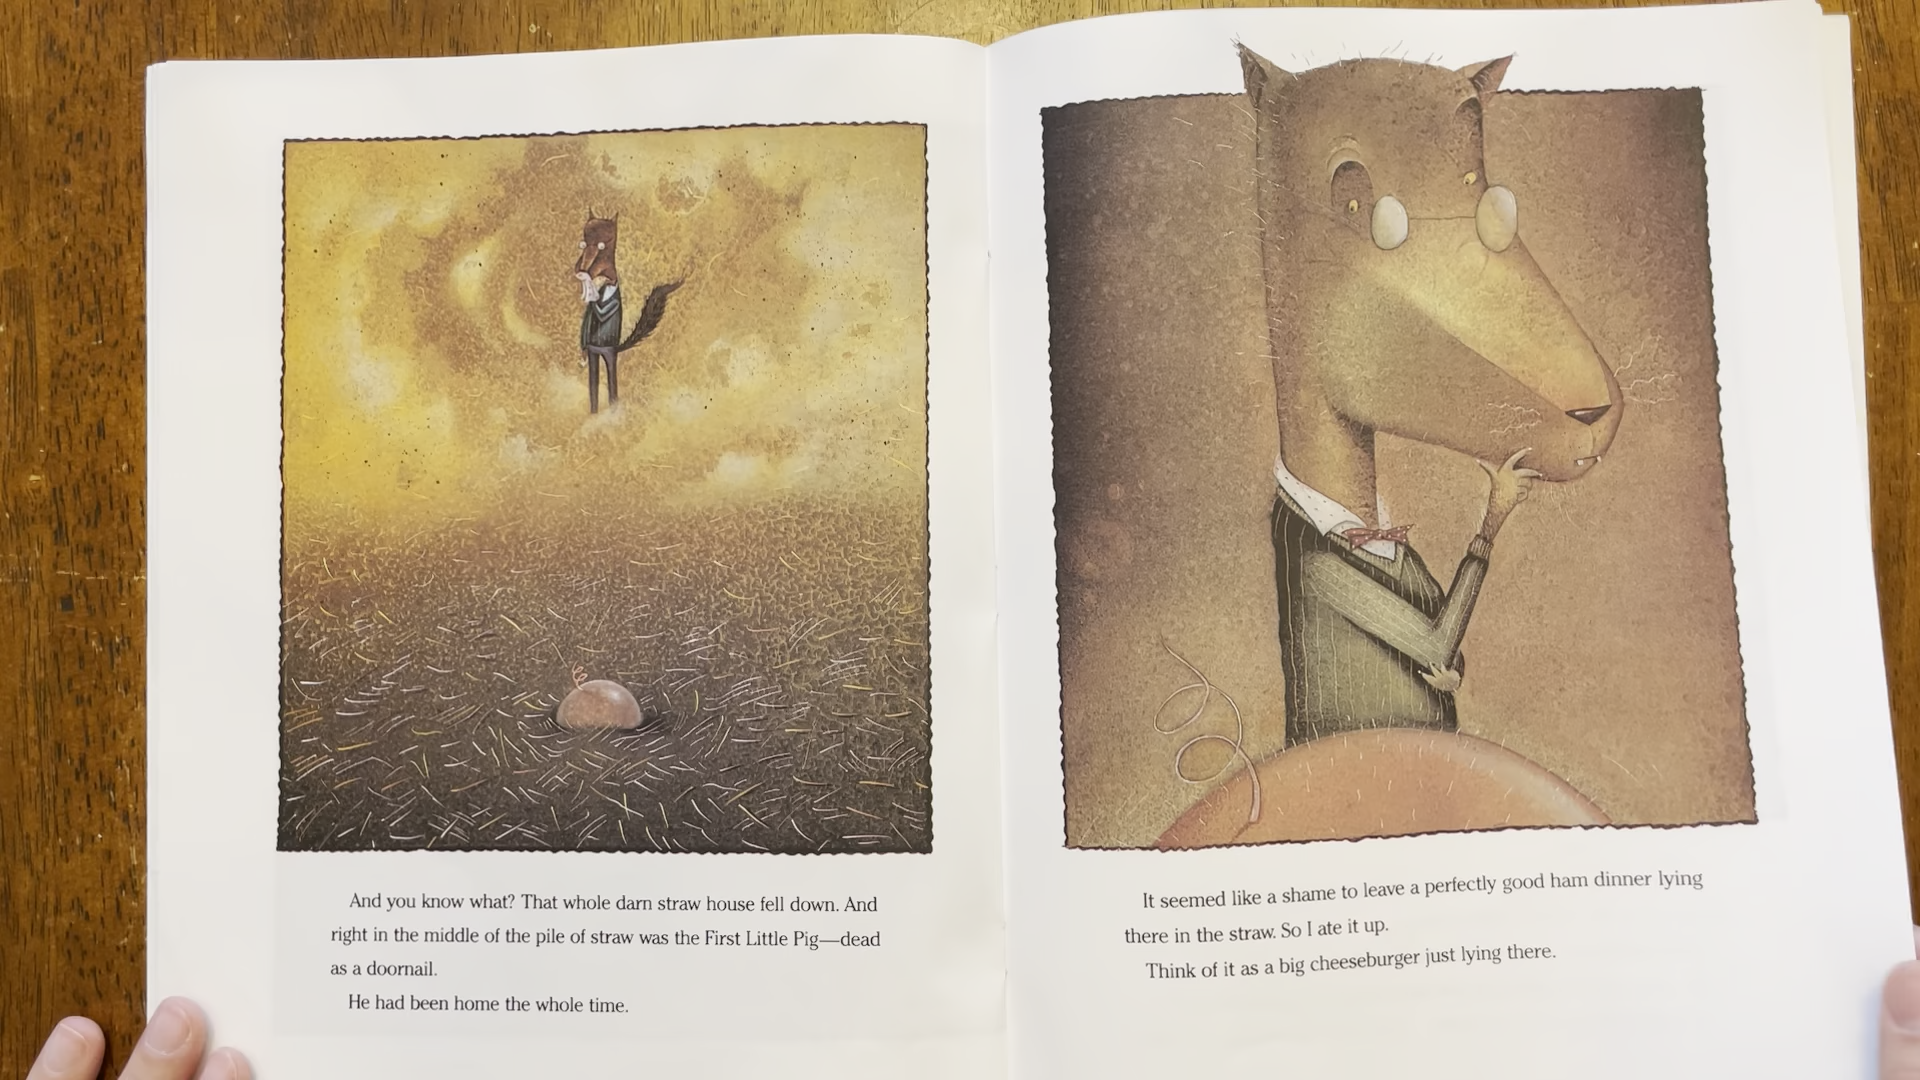 And you know what? That whole darn straw house fell down. And
right in the middle of the pile of straw was the First Little Pig—dead
as a doornail.
He had been home the whole time.
It seemed like a shame to leave a perfectly good ham dinner lying
there in the straw. So I ate it up.
Think of it as a big cheeseburger just lying there.